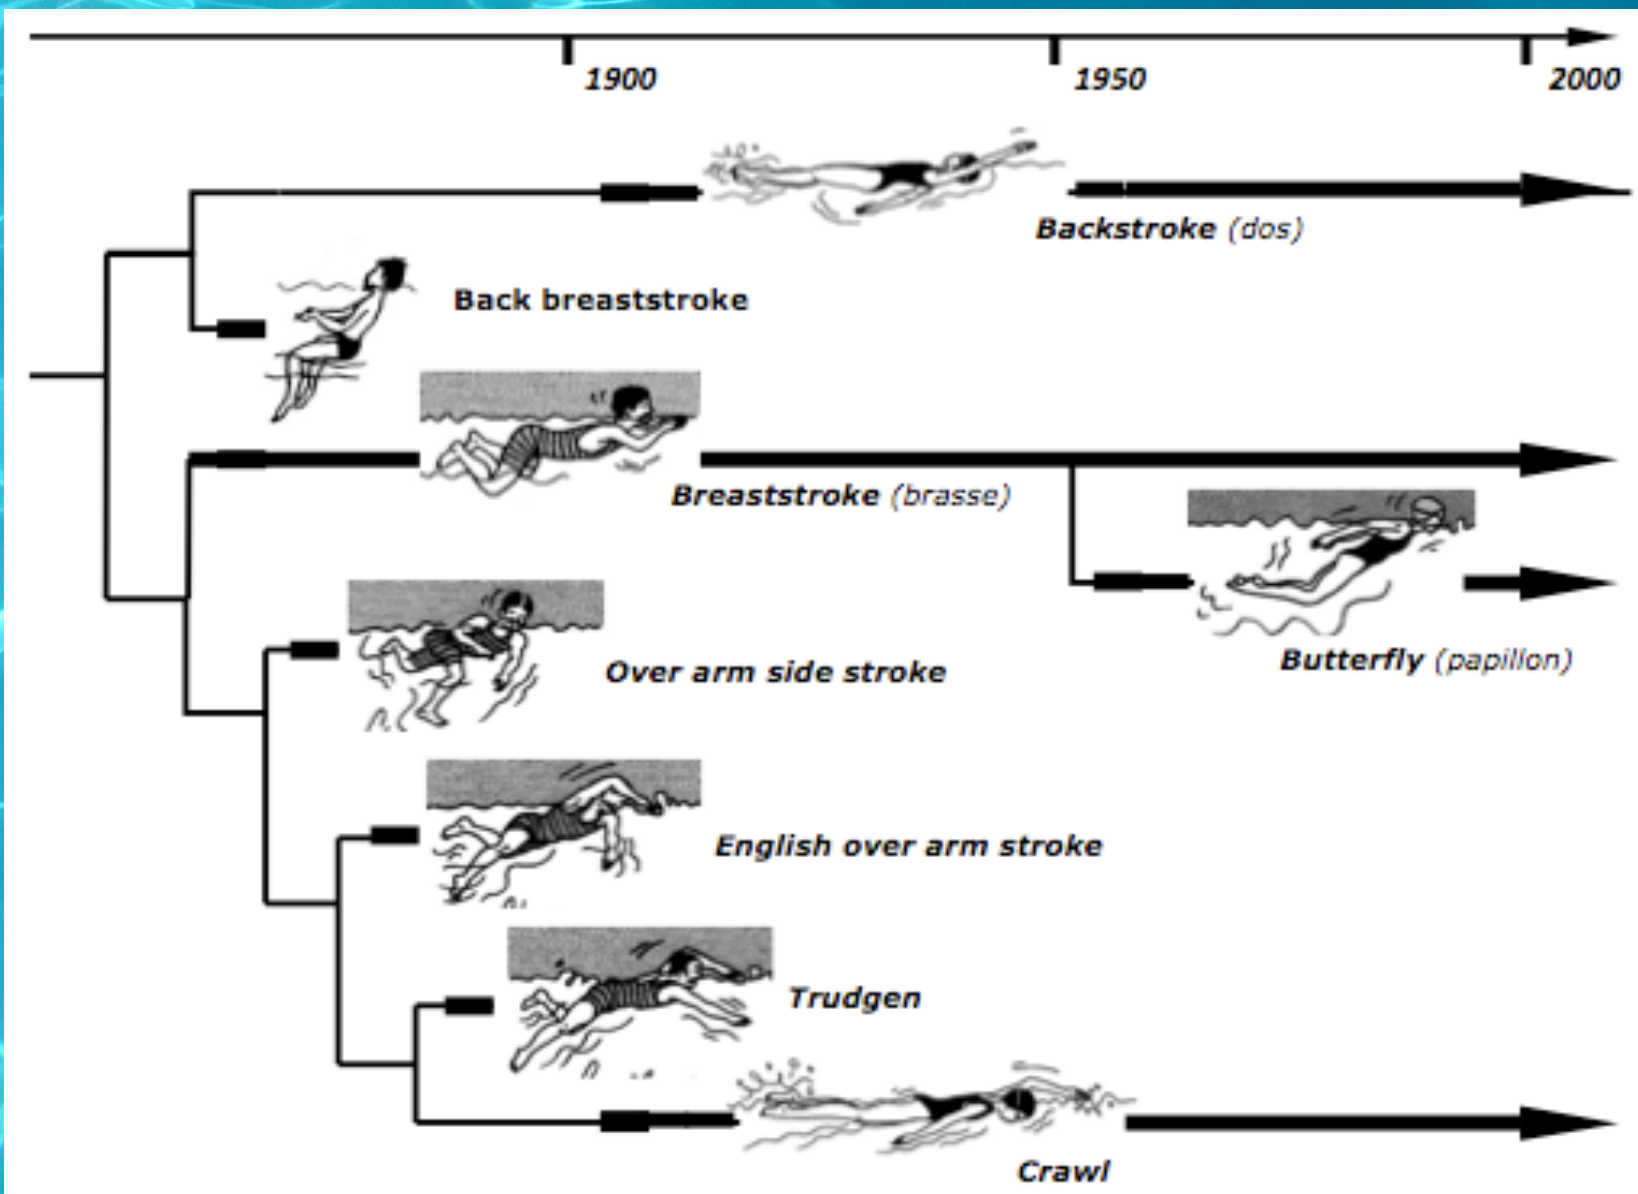 1900
1950
2000
Backstroke (dos)
Back breaststroke
Breaststroke (brasse)
Butterfly (papillon)
Over arm side stroke
English over arm stroke
Trudgen
Crawl